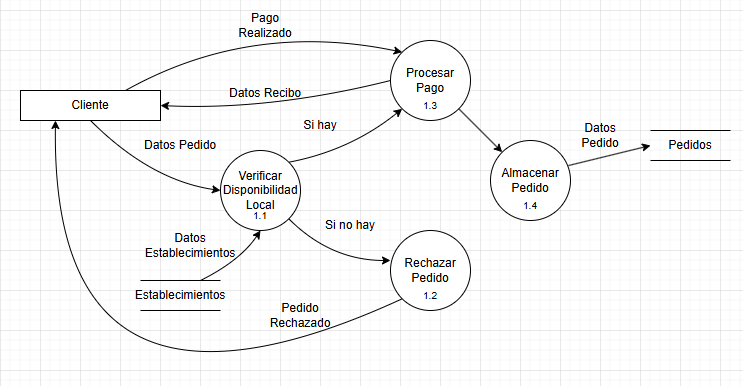 Pago
Realizado
Procesar
Pago
1.3
Datos Recibo
Cliente
Si hay
Datos Pedido
Datos
Pedido
Pedidos
Almacenar
Pedido
1.4
Verificar
Disponibilidad
Local
1.1
Si no hay
Datos
Establecimientos
Rechazar
Pedido
1.2
Establecimientos
Pedido
Rechazado